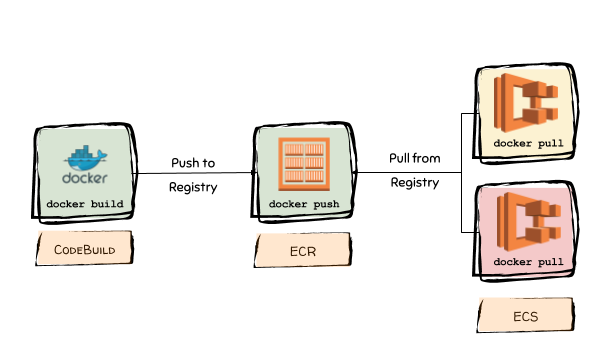 docker
docker build
CodeBuild
Push to
Registry
docker push
ECR
Pull from
Registry
docker pull
docker pull
ECS